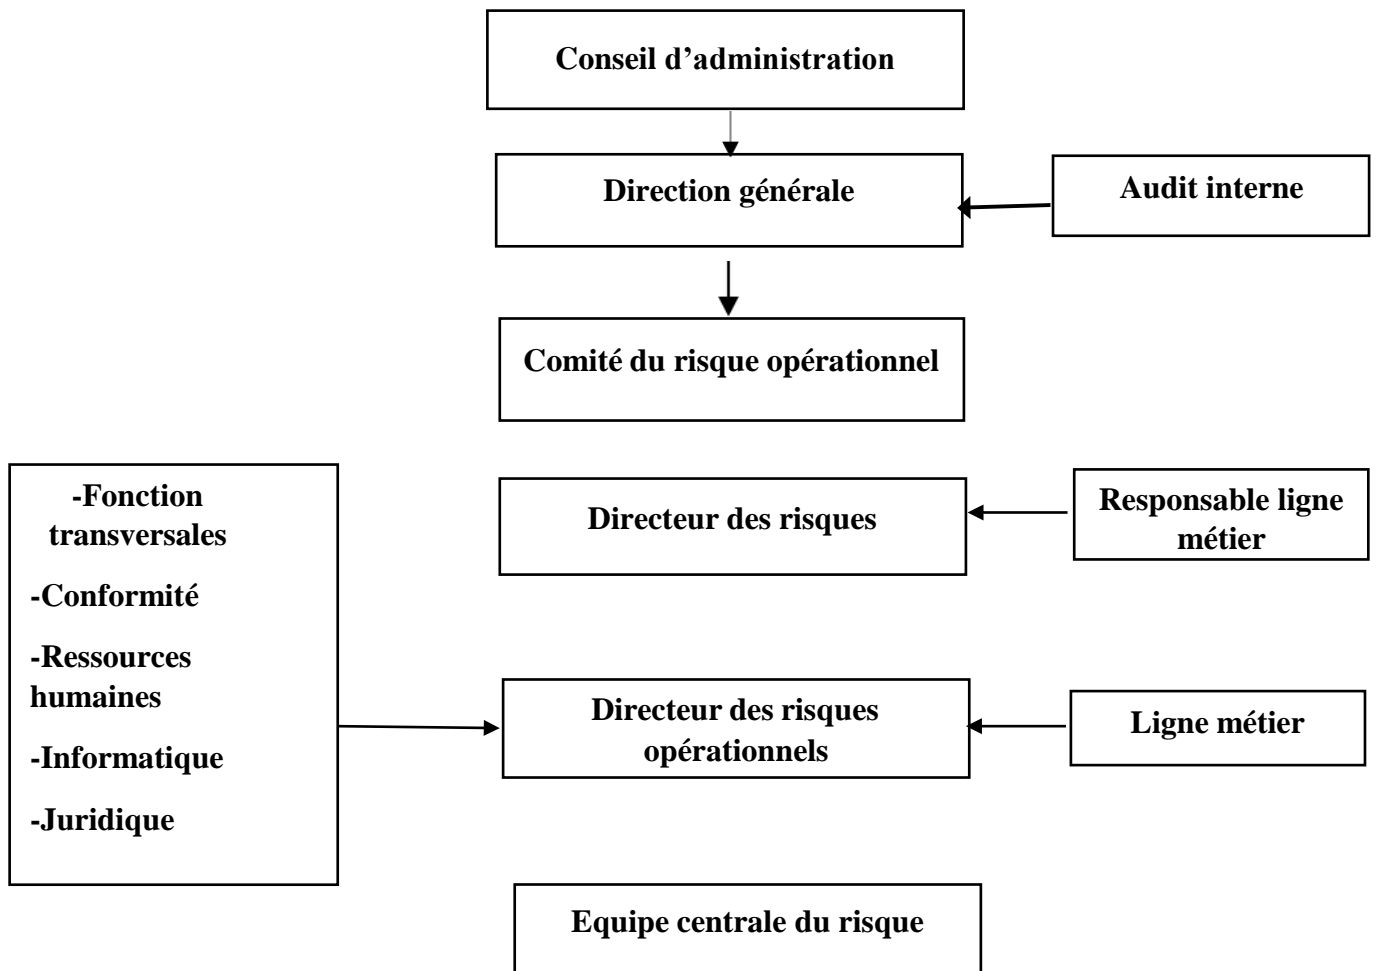 Conseil d’administration
Direction générale
Audit interne
Comité du risque opérationnel
-Fonction
transversales
-Conformité
-Ressources
humaines
-Informatique
-Juridique
Directeur des risques
Responsable ligne
métier
Directeur des risques
opérationnels
Ligne métier
Equipe centrale du risque